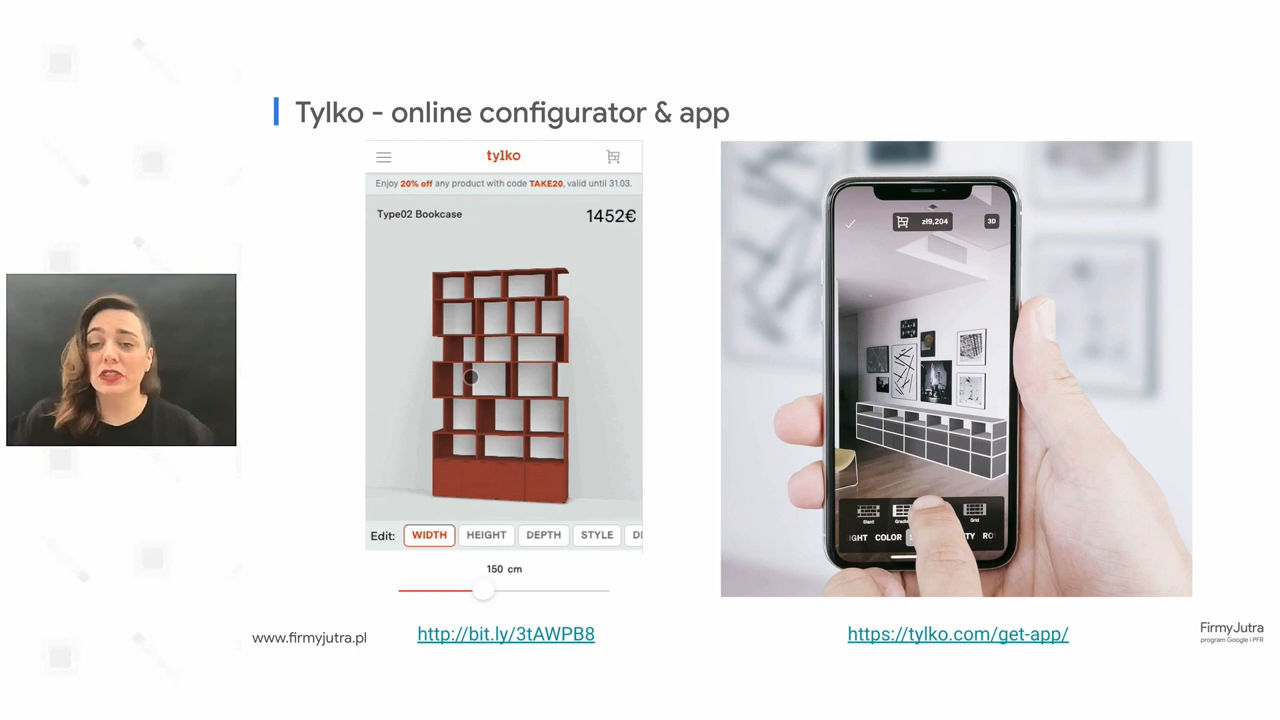 Tylko - online configurator & app
tylko
Enjoy 20% off any product with code TAKE20, valid until 31.03.
Type02 Bookcase
1452€
Edit: WIDTH HEIGHT DEPTH STYLE
150 cm
zł9,204
3D
Slant
Grid
COLOR
www.firmyjutra.pl
http://bit.ly/3tAWPB8
https://tylko.com/get-app/
FirmyJutra
program Google i PFR